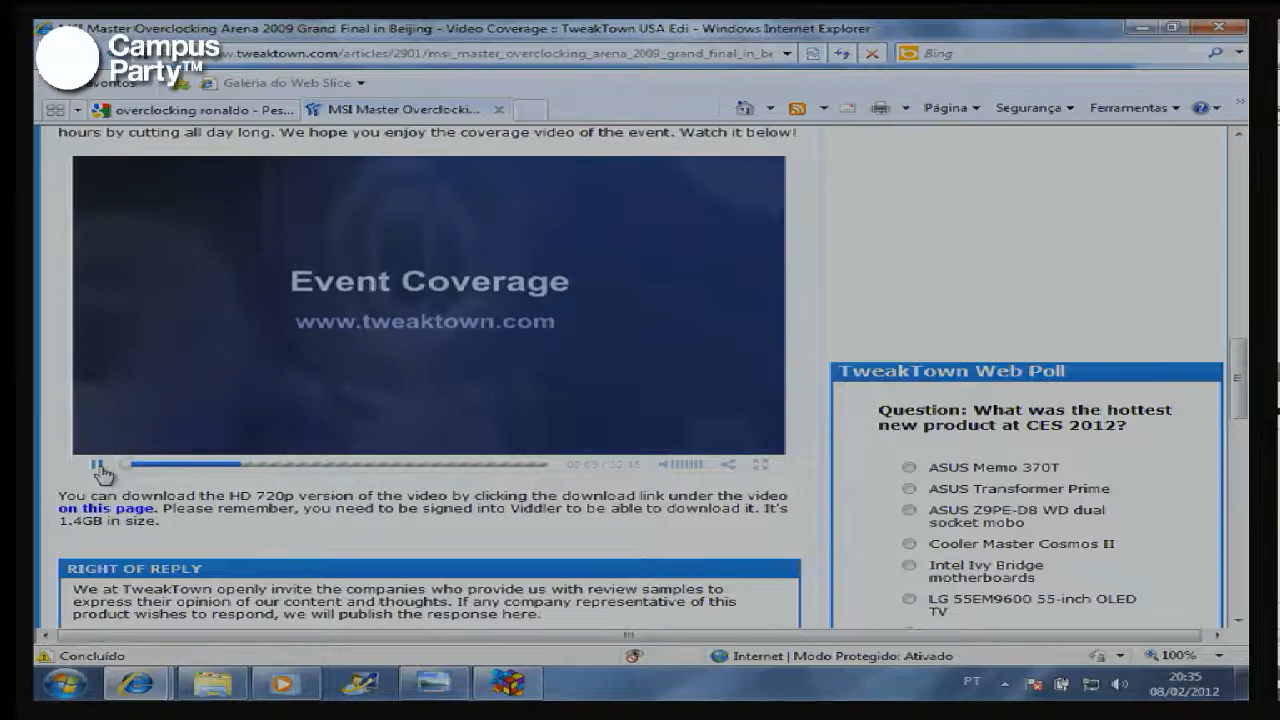 MSI Master Overclocking Arena 2009 Grand Final in Beijing - Video Coverage :: TweakTown USA Edi - Windows Internet Explorer
Campus
Party™
.tweaktown.com/articles/2901/msi_master_overclocking_arena_2009_grand_final_in_be
Bing
Favoritos
Galeria do Web Slice
overclocking ronaldo - Pes...
MSI Master Overclocki...
Página
Segurança
Ferramentas
hours by cutting all day long. We hope you enjoy the coverage video of the event. Watch it below!
Event Coverage
www.tweaktown.com
You can download the HD 720p version of the video by clicking the download link under the video
on this page. Please remember, you need to be signed into Viddler to be able to download it. It's
1.4GB in size.
RIGHT OF REPLY
We at TweakTown openly invite the companies who provide us with review samples to
express their opinion of our content and thoughts. If any company representative of this
product wishes to respond, we will publish the response here.
TweakTown Web Poll
Question: What was the hottest
new product at CES 2012?
ASUS Memo 370T
ASUS Transformer Prime
ASUS Z9PE-D8 WD dual
socket mobo
Cooler Master Cosmos II
Intel Ivy Bridge
motherboards
LG 55EM9600 55-inch OLED
TV
Concluído
Internet | Modo Protegido: Ativado
100%
PT
20:35
08/02/2012